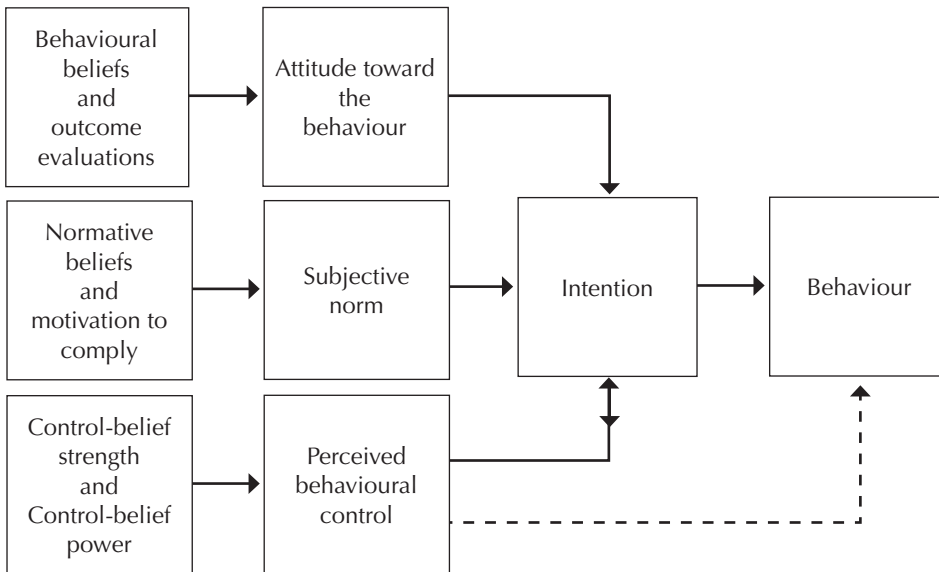 Behavioural
beliefs
and
outcome
evaluations
Attitude toward
the
behaviour
Normative
beliefs
and
motivation to
comply
Subjective
norm
Intention
Behaviour
Control-belief
strength
and
Control-belief
power
Perceived
behavioural
control